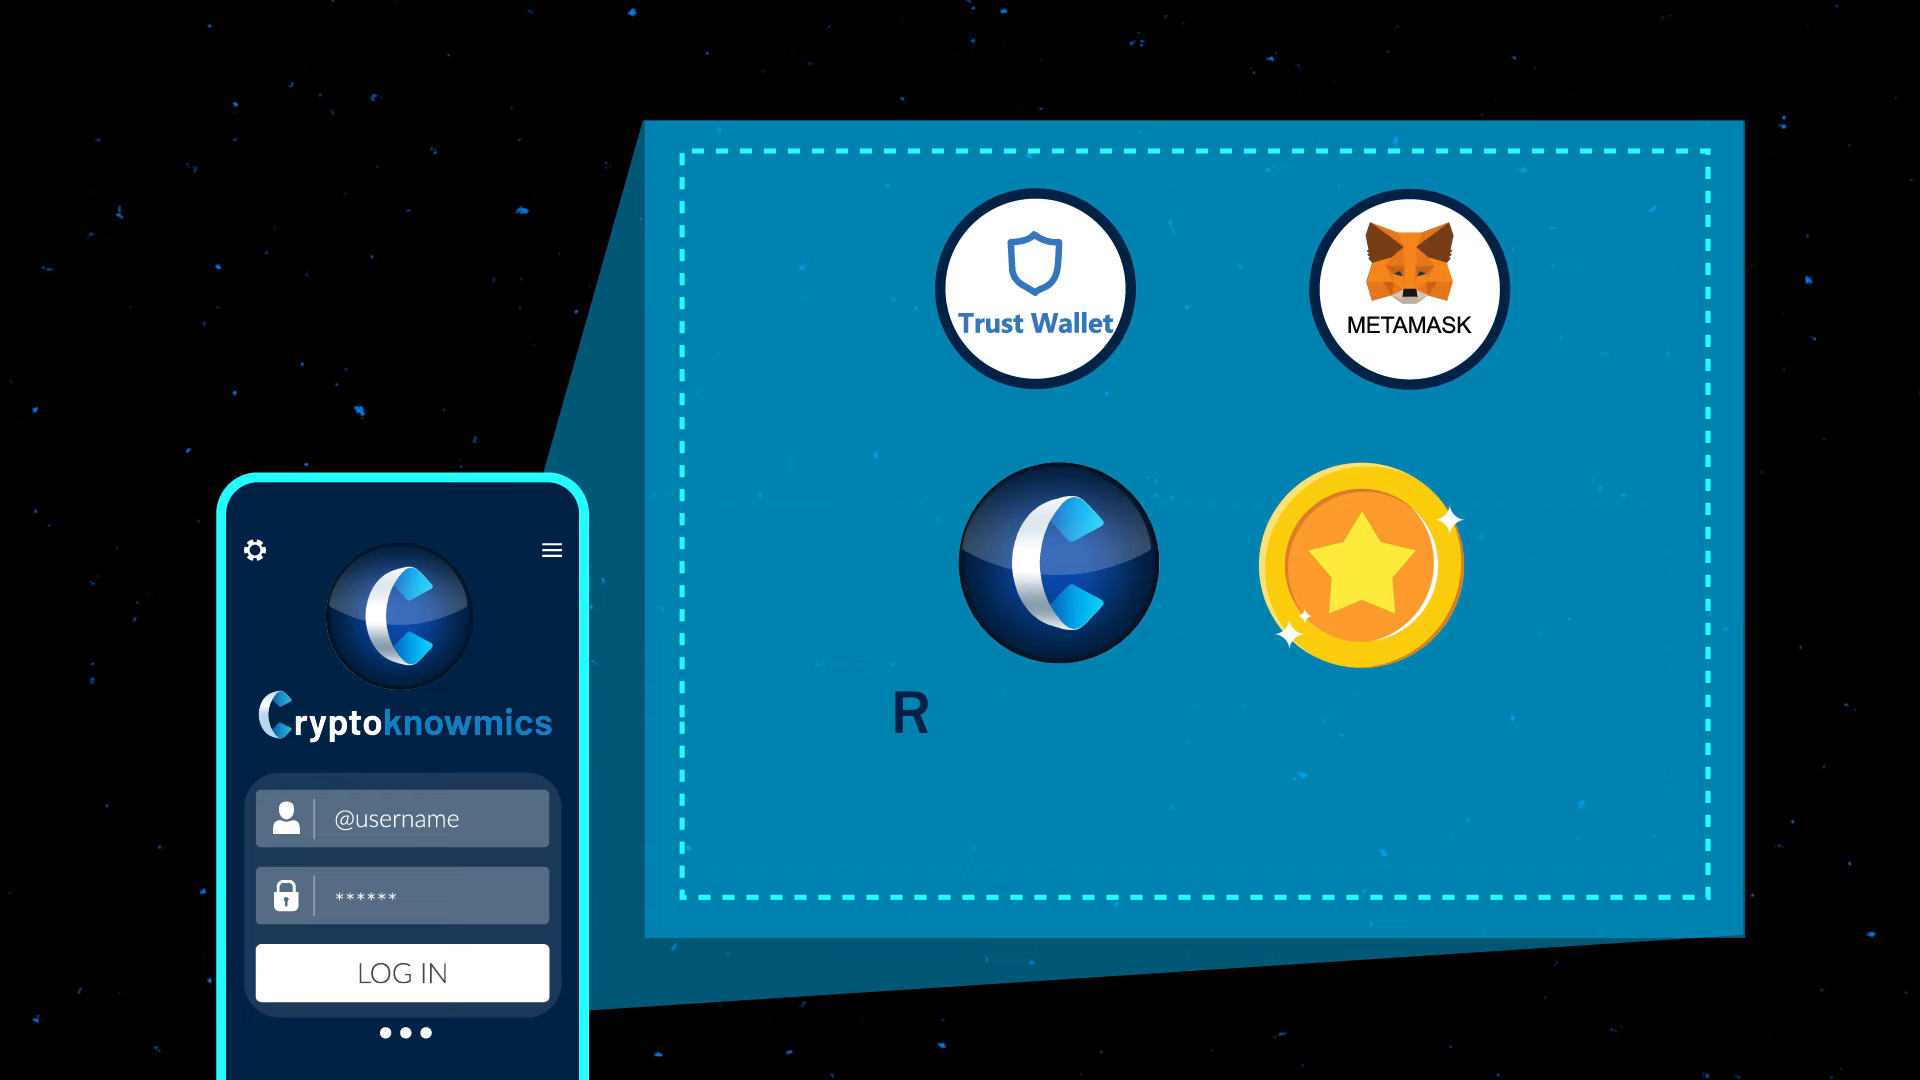 Trust Wallet
METAMASK
R
Cryptoknowmics
@username
******
LOG IN